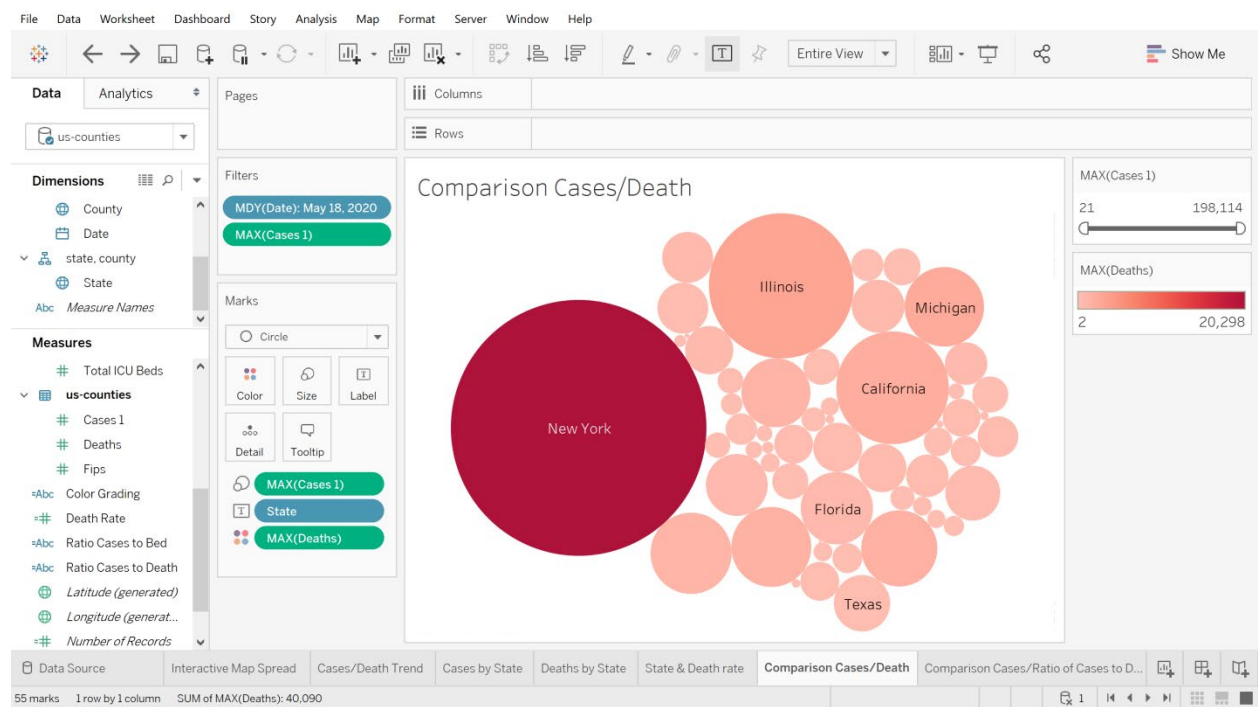 File Data Worksheet Dashboard Story Analysis Map Format Server Window Help
Entire View
Show Me
Data Analytics
us-counties
Dimensions
County
Date
state, county
State
Abc Measure Names
Measures
# Total ICU Beds
us-counties
# Cases 1
# Deaths
# Fips
=Abc Color Grading
=# Death Rate
=Abc Ratio Cases to Bed
=Abc Ratio Cases to Death
Latitude (generated)
Longitude (generat...
=# Number of Records
Pages
Filters
MDY(Date): May 18, 2020
MAX(Cases 1)
Marks
Circle
Color Size Label
Detail Tooltip
MAX(Cases 1)
State
MAX(Deaths)
Columns
Rows
Comparison Cases/Death
Illinois
Michigan
California
New York
Florida
Texas
MAX(Cases 1)
21 198,114
MAX(Deaths)
2 20,298
Data Source Interactive Map Spread Cases/Death Trend Cases by State Deaths by State State & Death rate Comparison Cases/Death Comparison Cases/Ratio of Cases to D...
55 marks 1 row by 1 column SUM of MAX(Deaths): 40,090
1